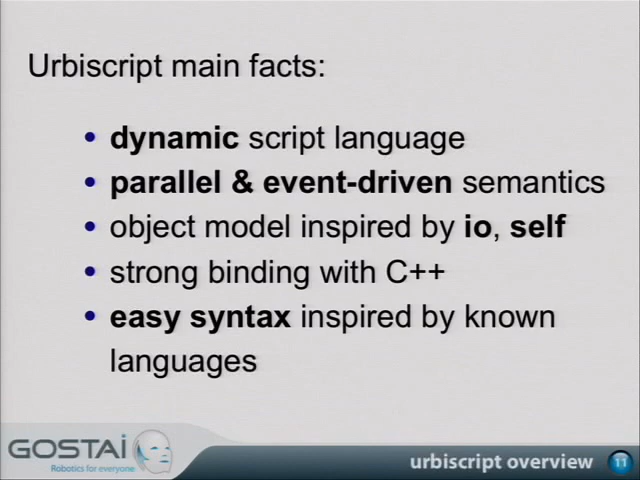 Urbiscript main facts:
• dynamic script language
• parallel & event-driven semantics
• object model inspired by io, self
• strong binding with C++
• easy syntax inspired by known
languages
GOSTAI
Robotics for everyone
urbiscript overview 11